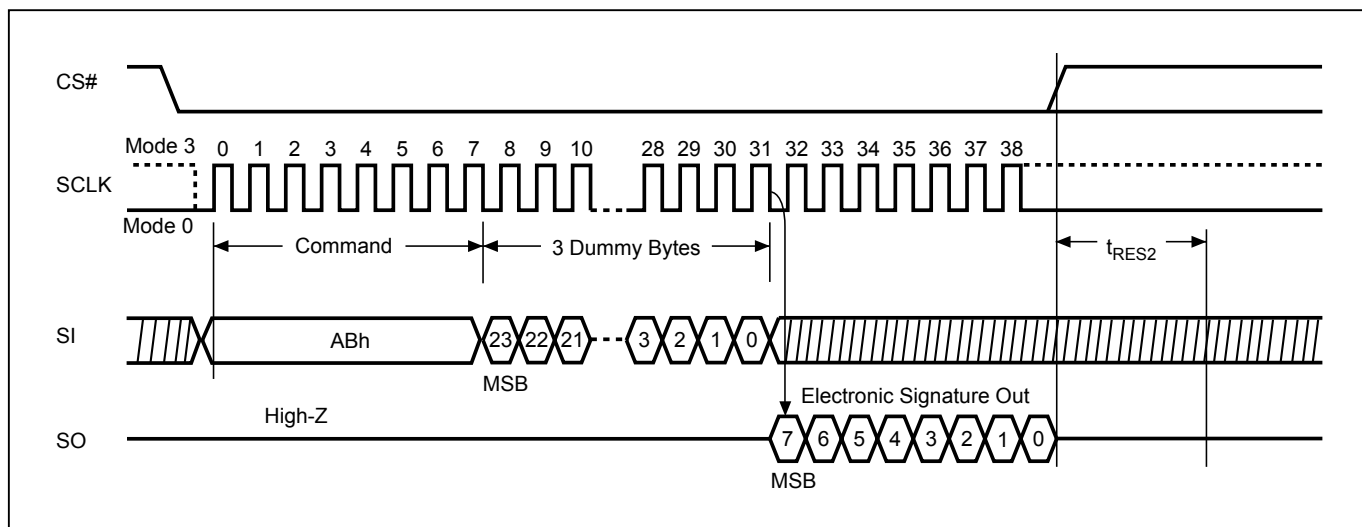 CS#
Mode 3 0 1 2 3 4 5 6 7 8 9 10 28 29 30 31 32 33 34 35 36 37 38
SCLK
Mode 0
Command 3 Dummy Bytes tRES2
SI ABh 23 22 21 3 2 1 0
MSB Electronic Signature Out
High-Z
SO 7 6 5 4 3 2 1 0
MSB